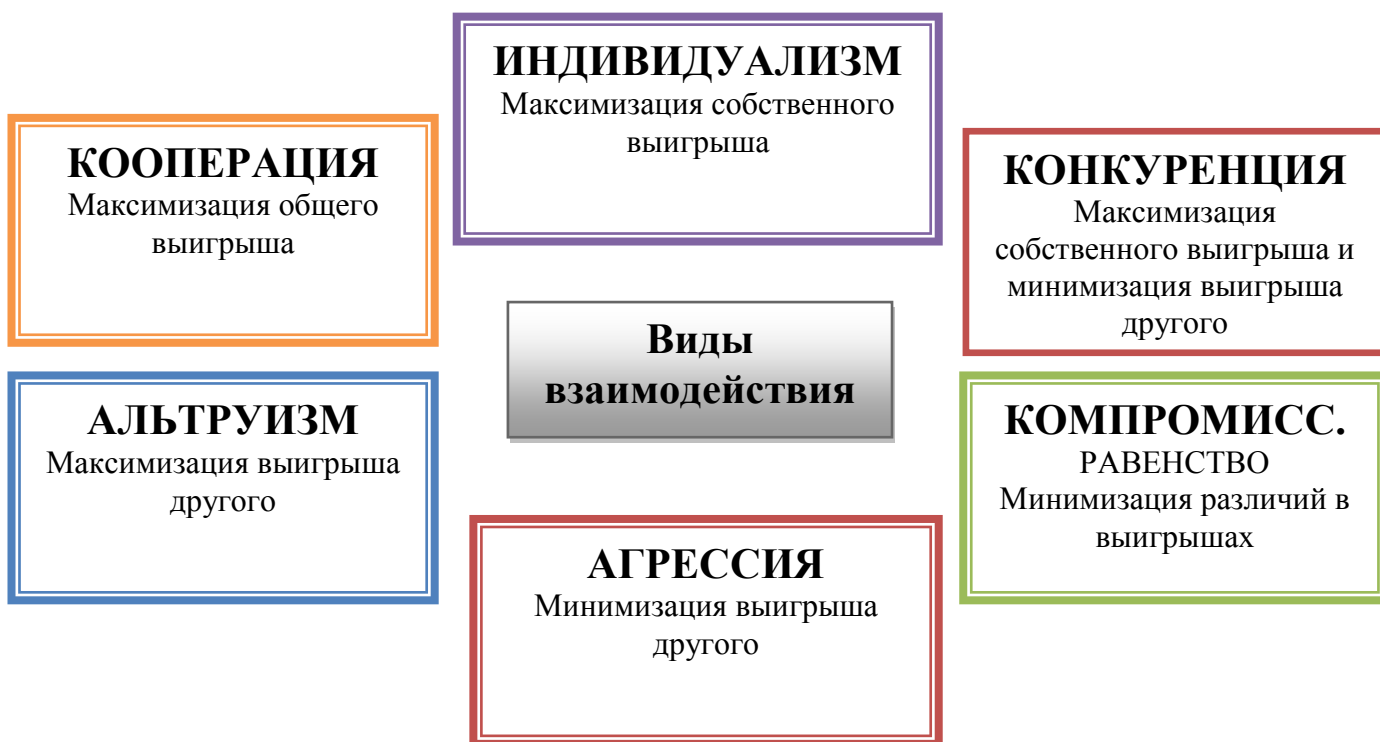 ИНДИВИДУАЛИЗМ
Максимизация собственного
выигрыша
КООПЕРАЦИЯ
Максимизация общего
выигрыша
КОНКУРЕНЦИЯ
Максимизация
собственного выигрыша и
минимизация выигрыша
другого
Виды
взаимодействия
АЛЬТРУИЗМ
Максимизация выигрыша
другого
КОМПРОМИСС.
РАВЕНСТВО
Минимизация различий в
выигрышах
АГРЕССИЯ
Минимизация выигрыша
другого